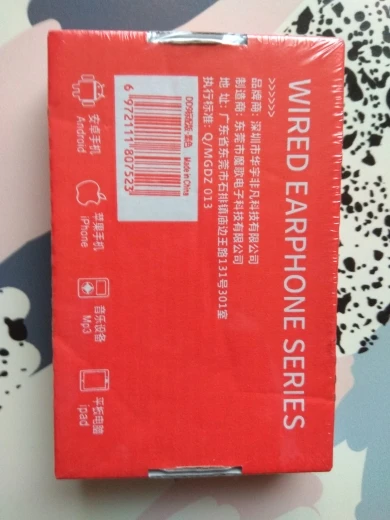 WIRED EARPHONE SERIES
>>>>>>
品牌商：深圳市华宇非凡科技有限公司
制造商：东莞市魔歌电子科技有限公司
地 址：广东省东莞市石排镇庙边王路131号301室
执行标准：Q/MGDZ 013
Made in China
6 972111 807523
安卓手机
Android
苹果手机
iPhone
音乐设备
Mp3
平板电脑
ipad